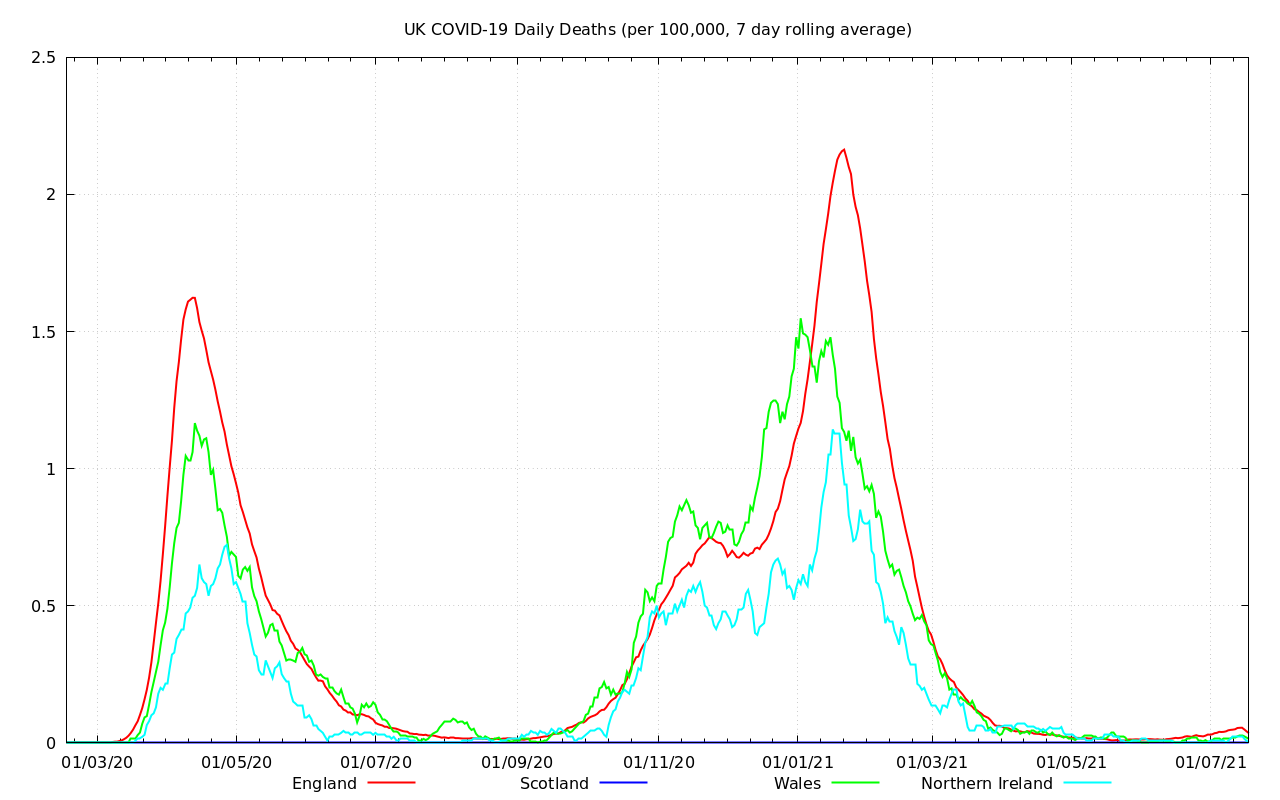 UK COVID-19 Daily Deaths (per 100,000, 7 day rolling average)
2.5
2
1.5
1
0.5
0
01/03/20 01/05/20 01/07/20 01/09/20 01/11/20 01/01/21 01/03/21 01/05/21 01/07/21
England Scotland Wales Northern Ireland